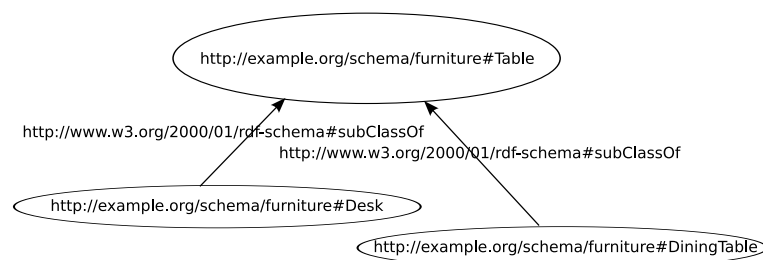 http://example.org/schema/furniture#Table
http://www.w3.org/2000/01/rdf-schema#subClassOf
http://www.w3.org/2000/01/rdf-schema#subClassOf
http://example.org/schema/furniture#Desk
http://example.org/schema/furniture#DiningTable